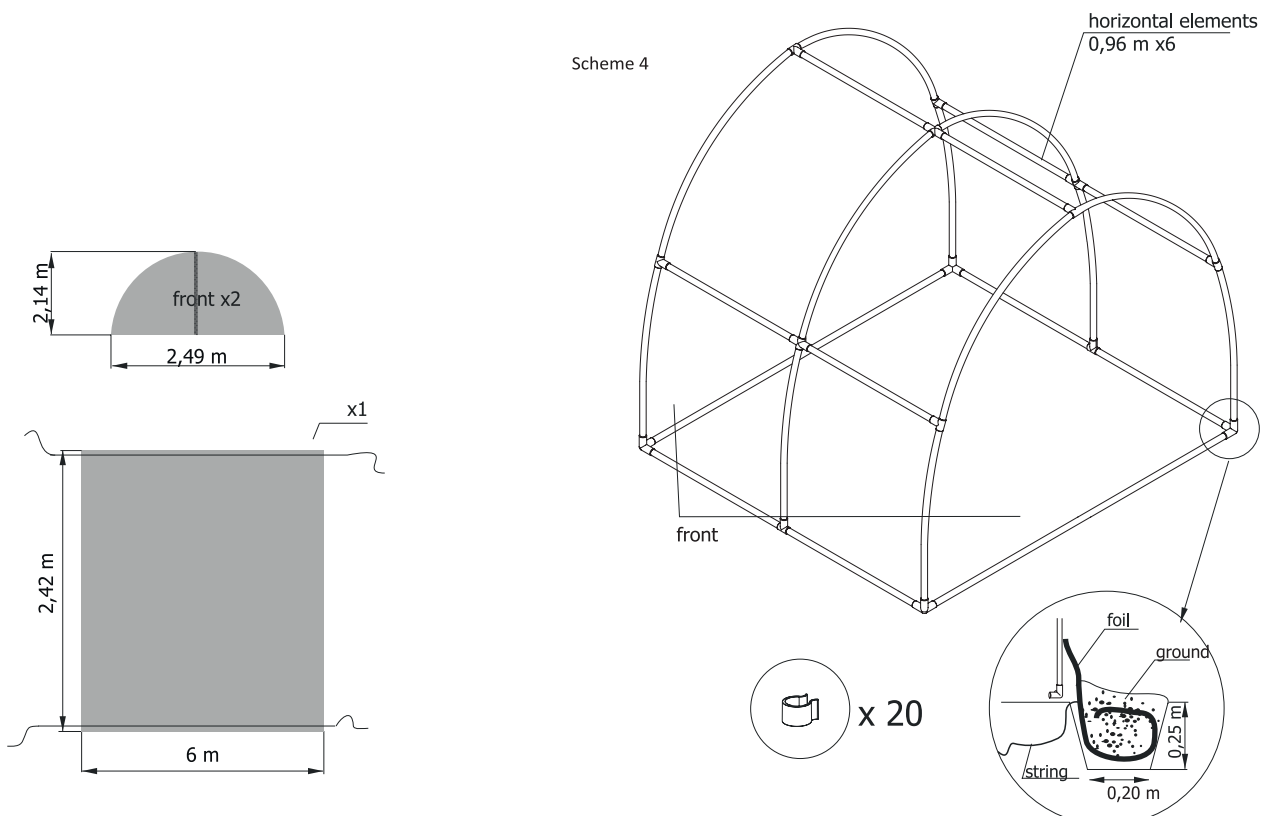 Scheme 4
horizontal elements
0,96 m x6
2,14 m
front x2
2,49 m
x1
2,42 m
6 m
front
x 20
foil
ground
string
0,25 m
0,20 m